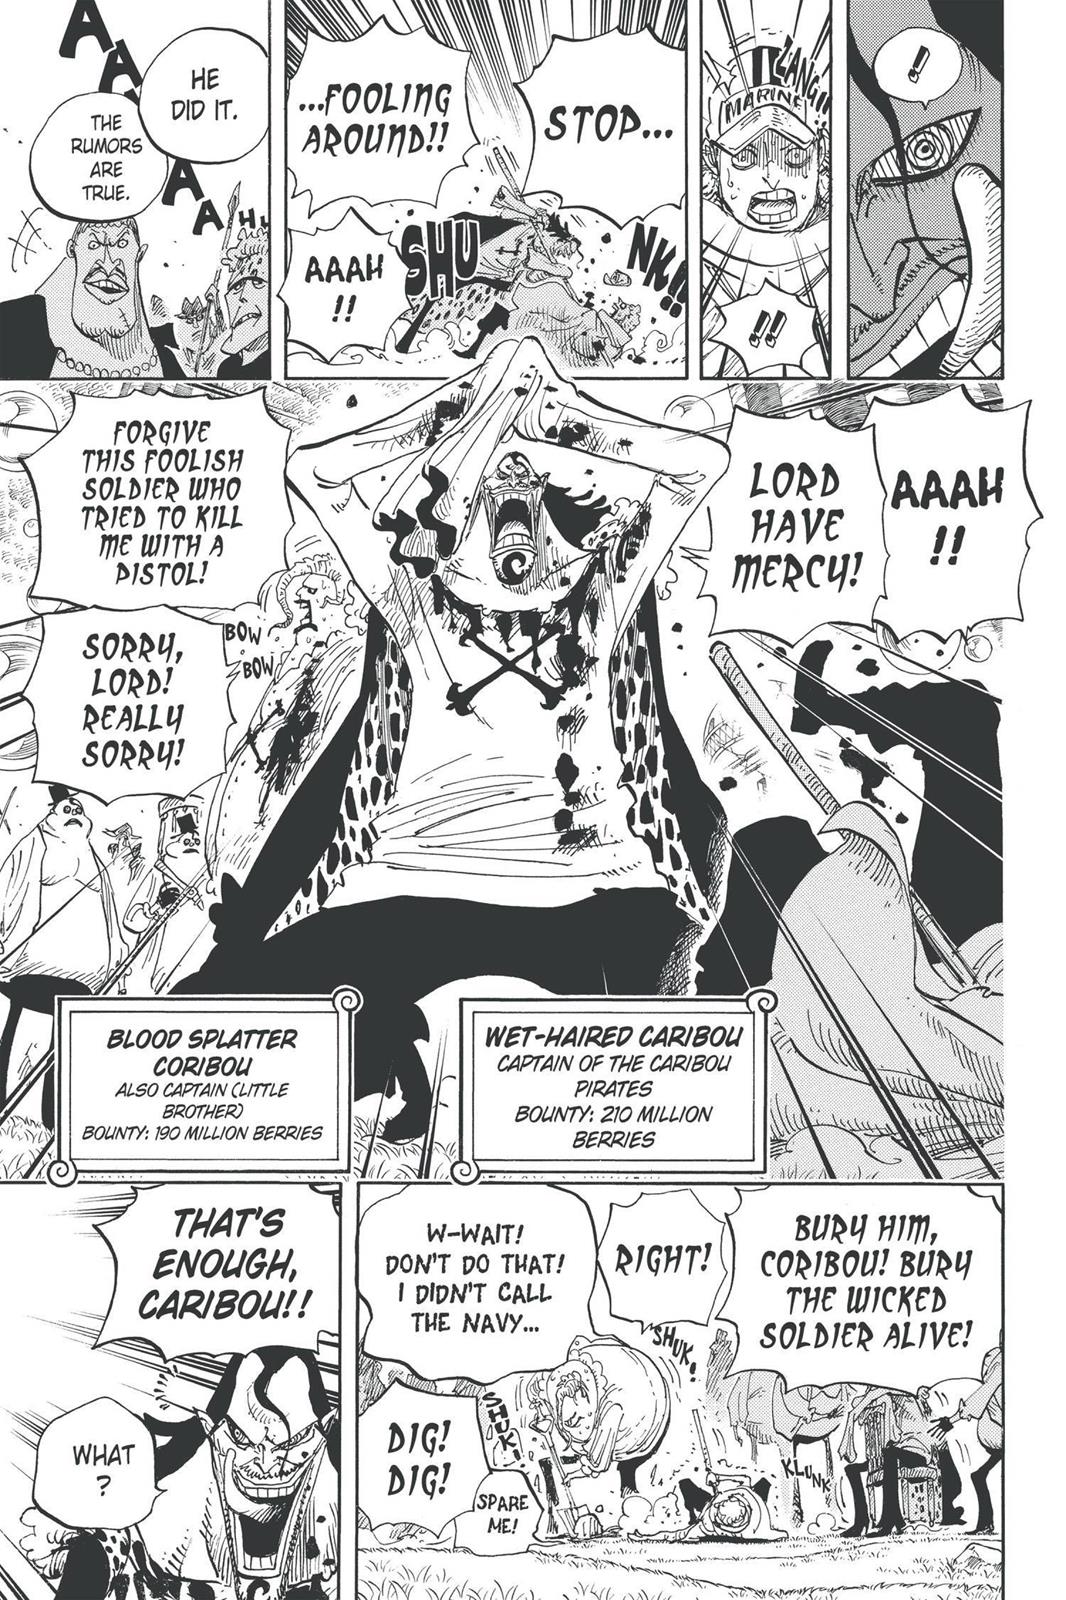 !
ZANG!!
MARINE
!!
STOP...
...FOOLING
AROUND!!
AAAH
!!
SHU
NK!!
HE
DID IT.
THE
RUMORS
ARE
TRUE.
AAAAHH
AAAH
!!
LORD
HAVE
MERCY!
FORGIVE
THIS FOOLISH
SOLDIER WHO
TRIED TO KILL
ME WITH A
PISTOL!
SORRY,
LORD!
REALLY
SORRY!
BOW
BOW
WET-HAIRED CARIBOU
CAPTAIN OF THE CARIBOU
PIRATES
BOUNTY: 210 MILLION
BERRIES
BLOOD SPLATTER
CORIBOU
ALSO CAPTAIN (LITTLE
BROTHER)
BOUNTY: 190 MILLION BERRIES
BURY HIM,
CORIBOU! BURY
THE WICKED
SOLDIER ALIVE!
RIGHT!
W-WAIT!
DON'T DO THAT!
I DIDN'T CALL
THE NAVY...
SHUK!
SHUK!
KLUNK
DIG!
DIG!
SPARE
ME!
THAT'S
ENOUGH,
CARIBOU!!
WHAT
?